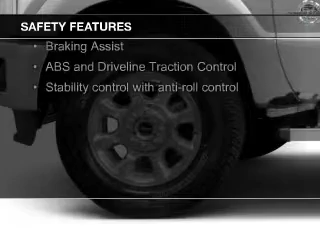 SAFETY FEATURES
• Braking Assist
• ABS and Driveline Traction Control
• Stability control with anti-roll control